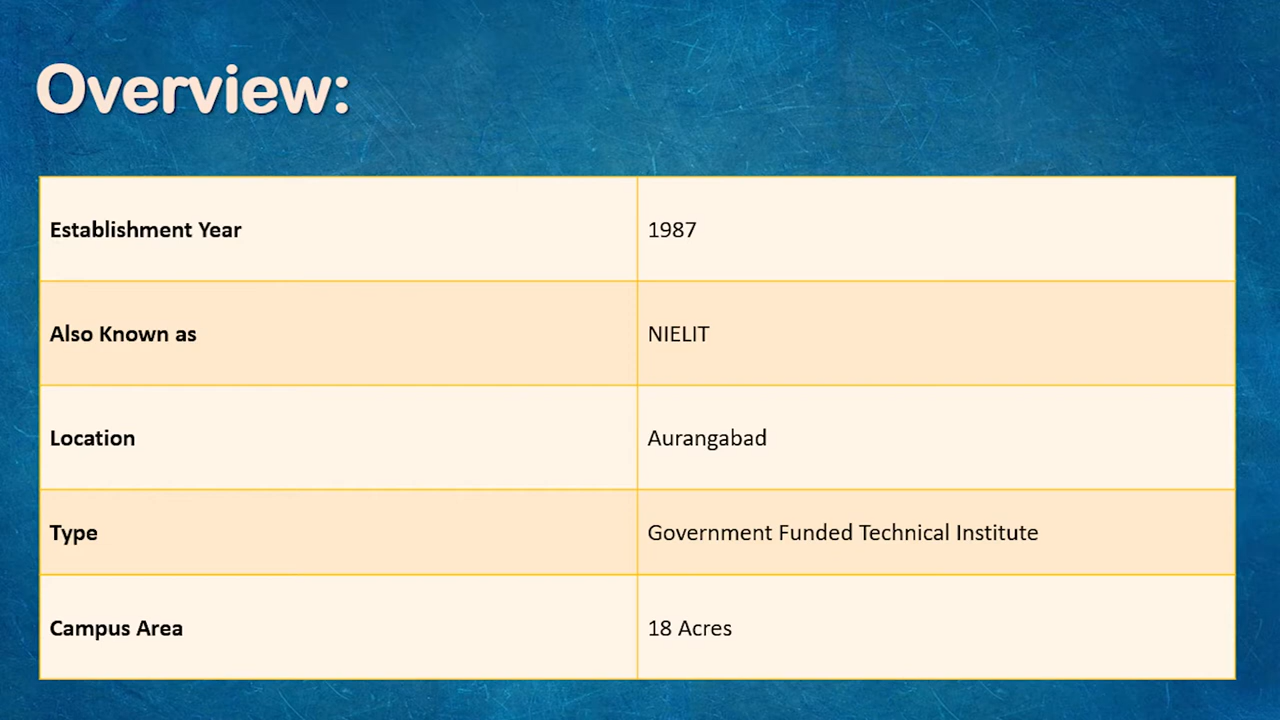 Overview:
Establishment Year 1987
Also Known as NIELIT
Location Aurangabad
Type Government Funded Technical Institute
Campus Area 18 Acres